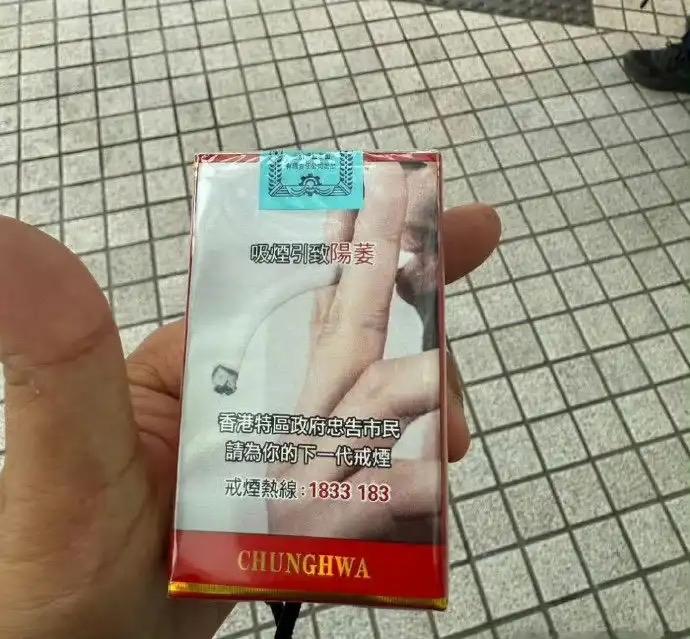 吸煙引致陽萎
香港特區政府忠告市民
請為你的下一代戒煙
戒煙熱線：1833 183
CHUNGHWA